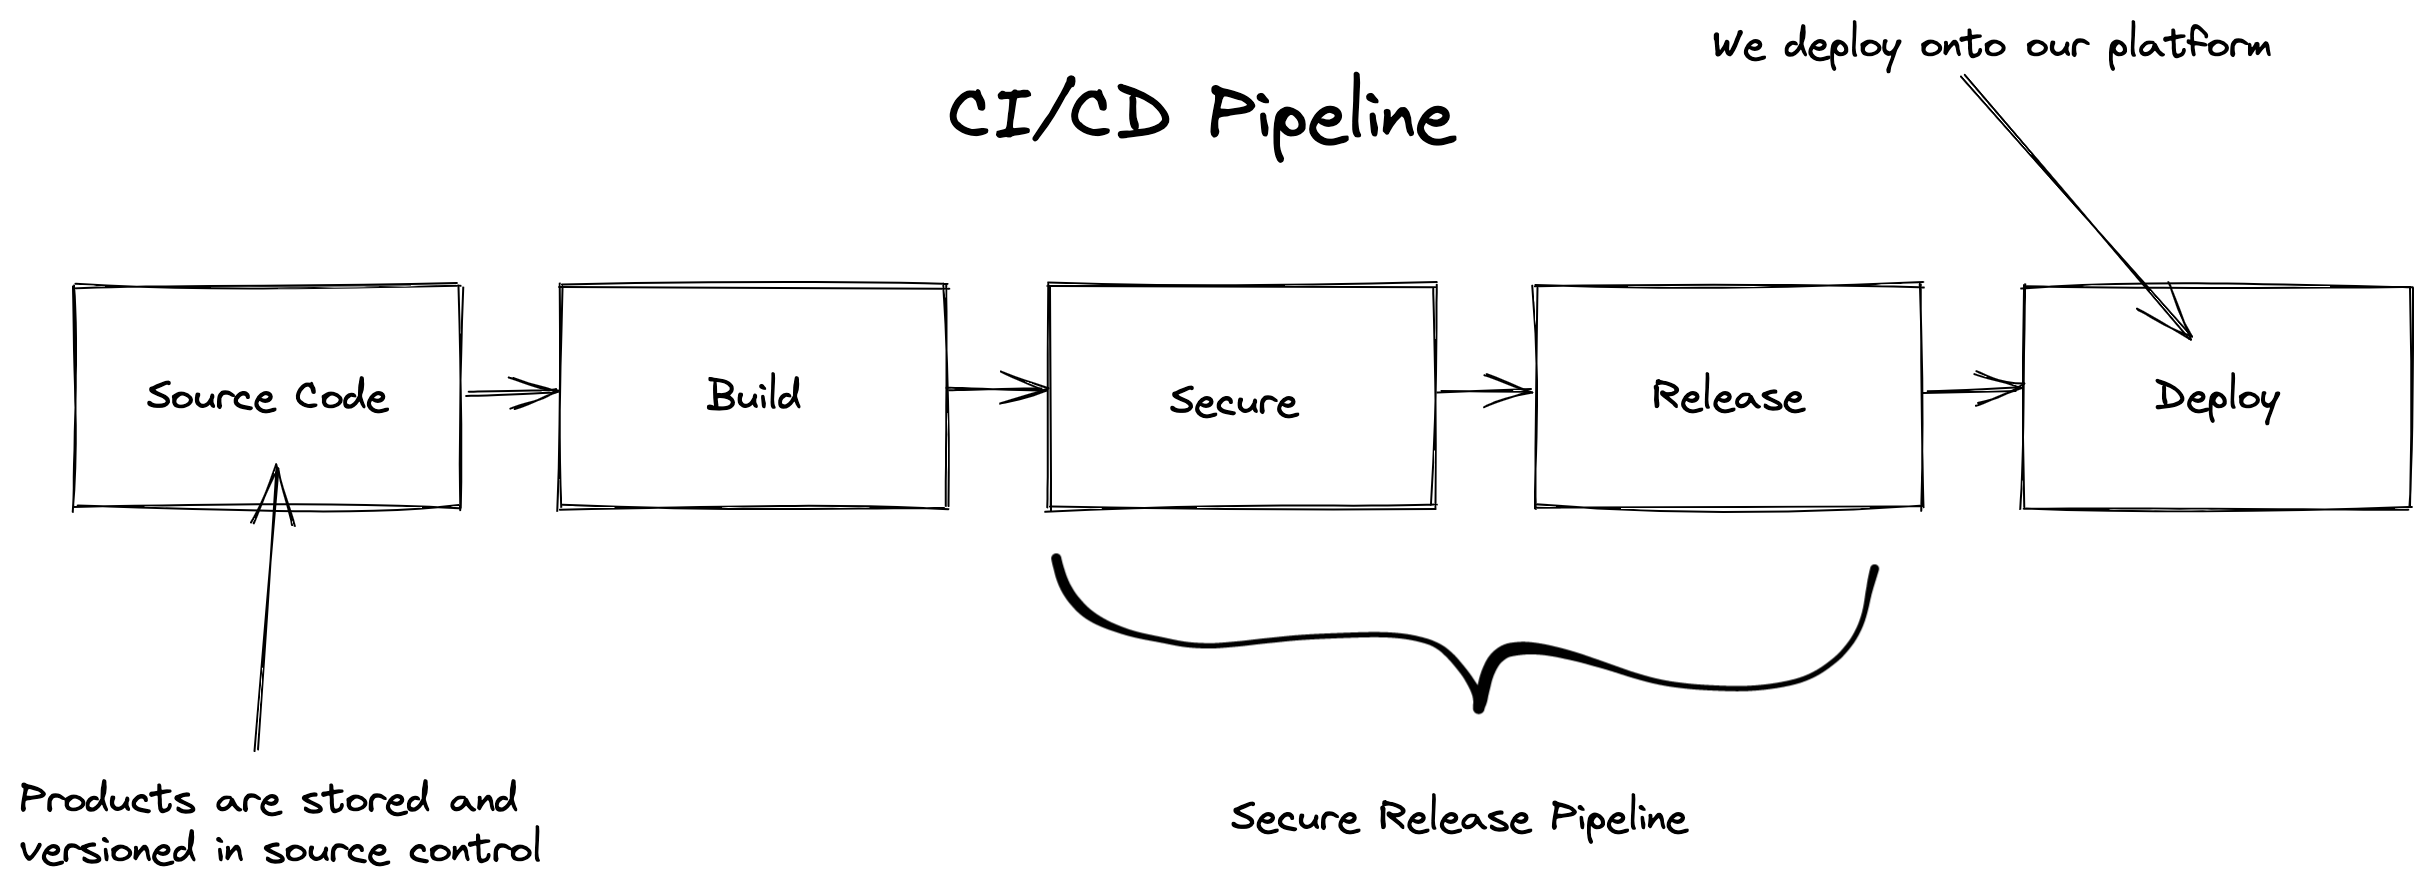 We deploy onto our platform
CI/CD Pipeline
Source Code
Build
Secure
Release
Deploy
Products are stored and
versioned in source control
Secure Release Pipeline